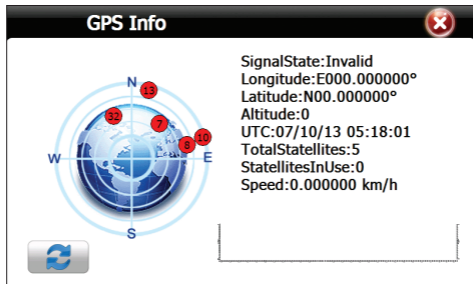 GPS Info
SignalState:Invalid
Longitude:E000.000000°
Latitude:N00.000000°
Altitude:0
UTC:07/10/13 05:18:01
TotalStatellites:5
StatellitesInUse:0
Speed:0.000000 km/h
N
13
32
7
10
8
W
E
S